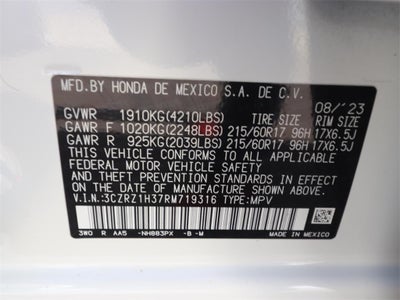 MFD.BY HONDA DE MEXICO S.A. DE C.V.
08/'23
GVWR 1910KG(4210LBS) TIRE SIZE RIM SIZE
GAWR F 1020KG(2248LBS) 215/60R17 96H 17X6.5J
GAWR R 925KG(2039LBS) 215/60R17 96H 17X6.5J
THIS VEHICLE CONFORMS TO ALL APPLICABLE
FEDERAL MOTOR VEHICLE SAFETY, BUMPER,
AND THEFT PREVENTION STANDARDS IN EFFECT
ON THE DATE OF MANUFACTURE SHOWN ABOVE.
V.I.N:3CZRZ1H37RM719316 TYPE:MPV
3W0 R AA5 -NH883PX -B -M MADE IN MEXICO